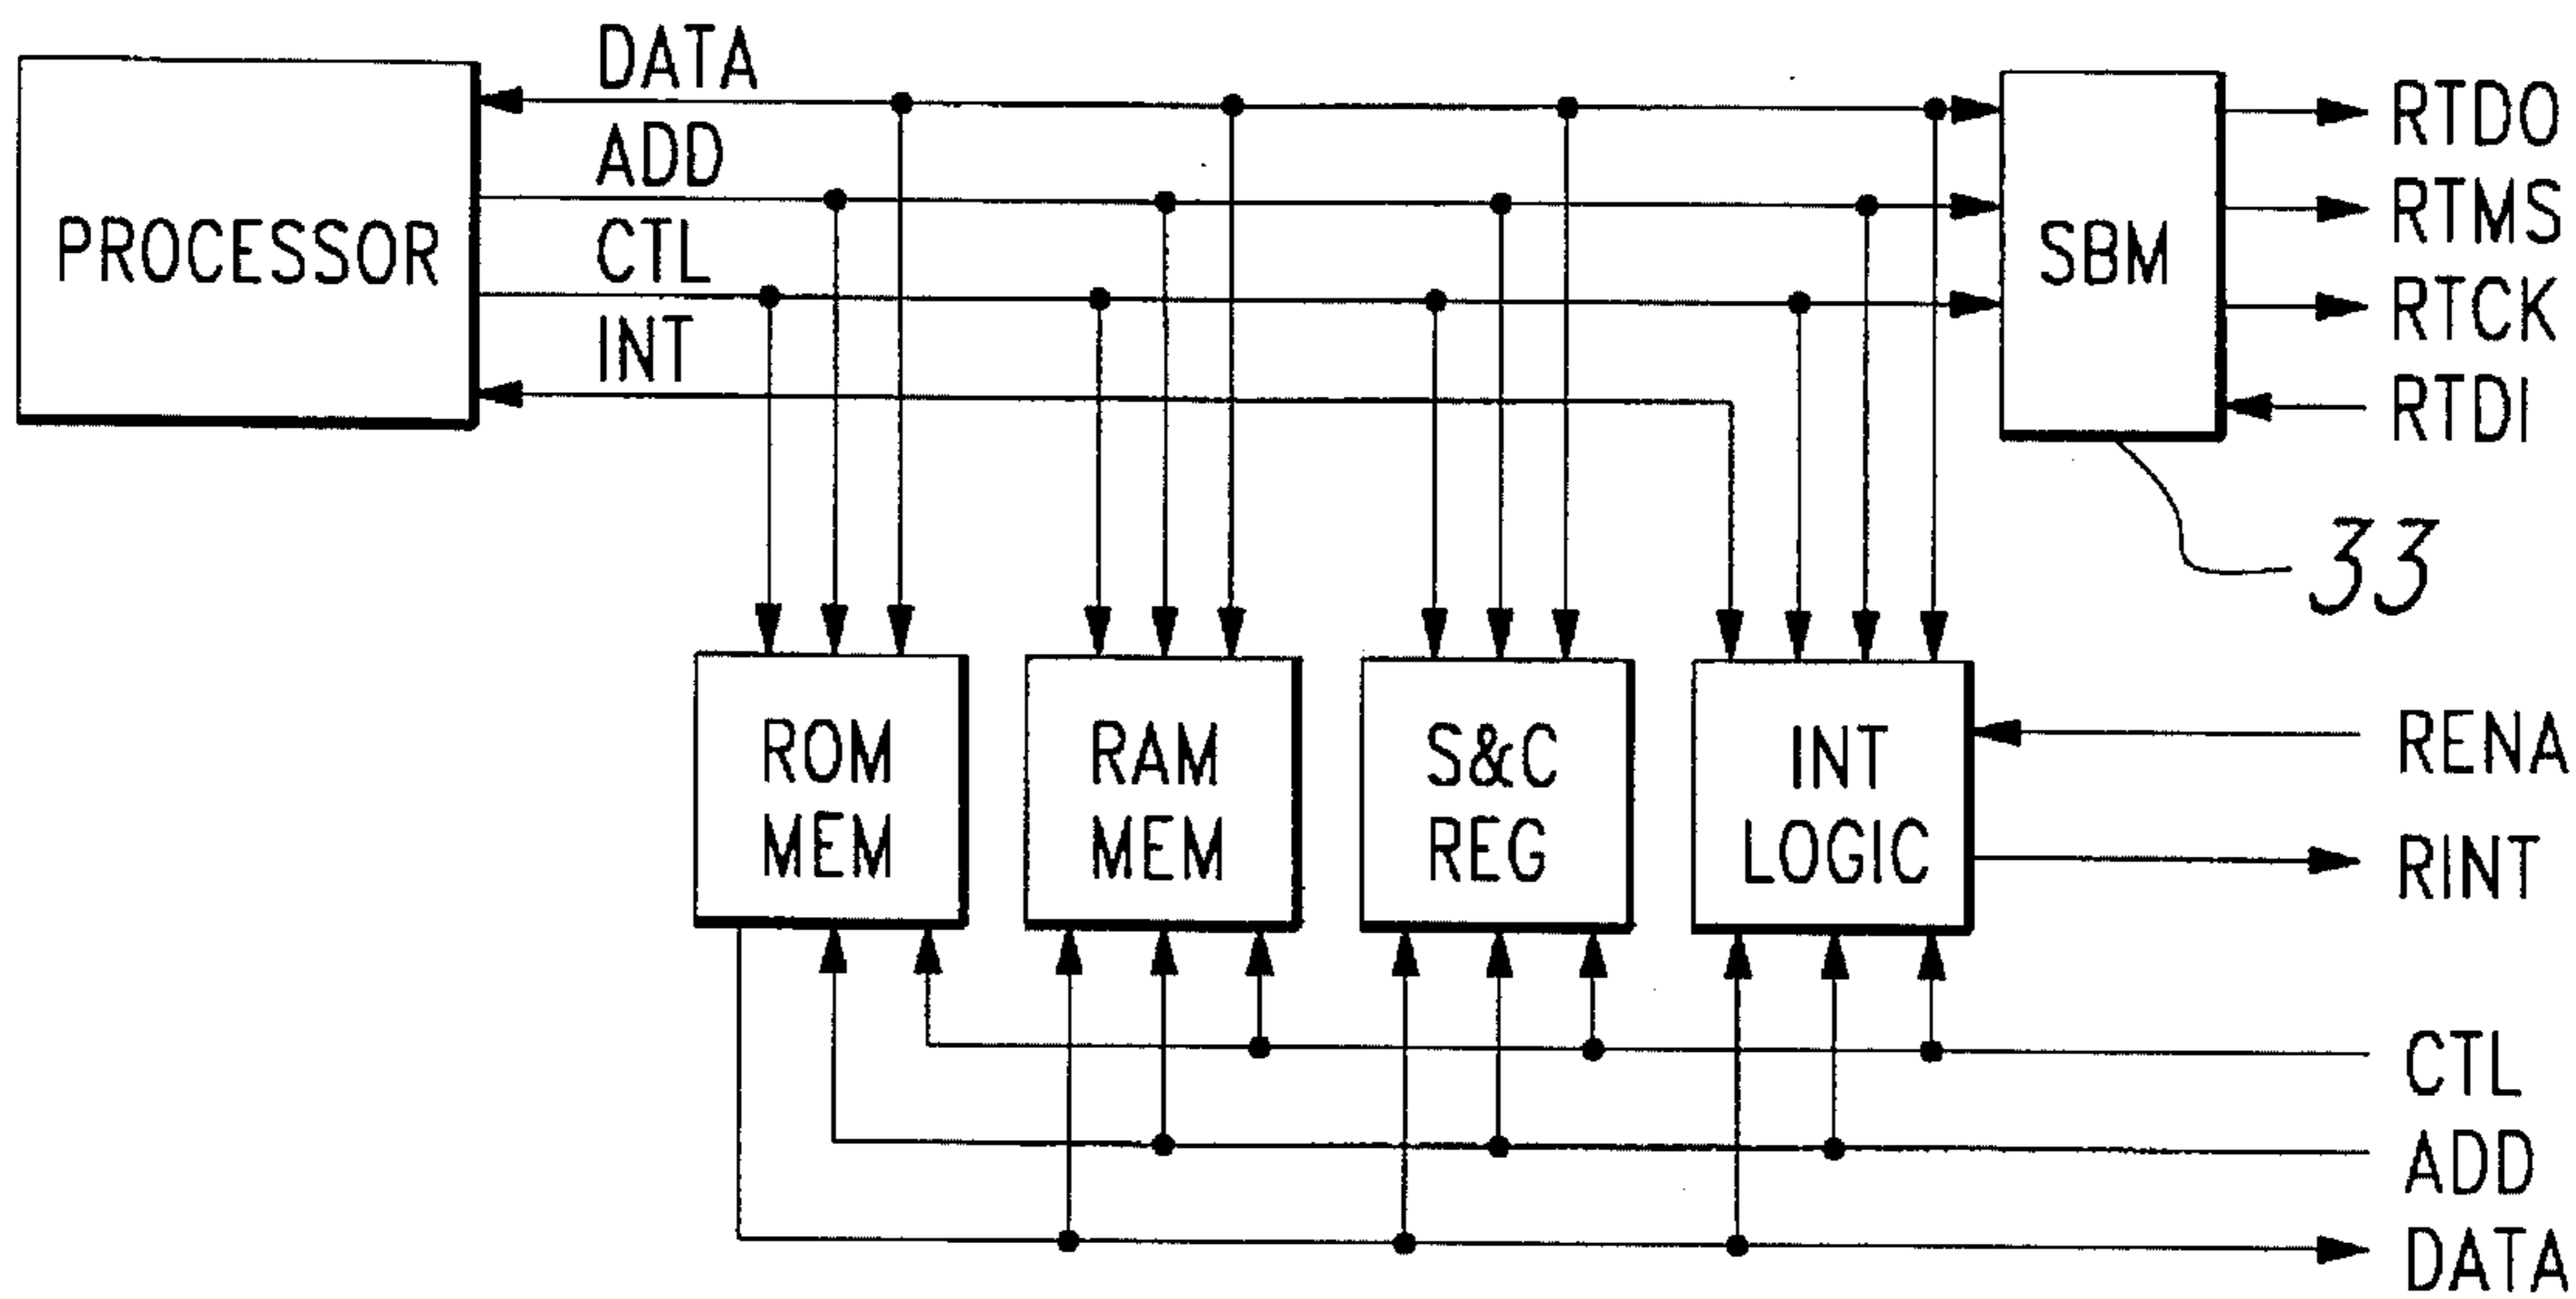 DATA
ADD
CTL
INT
PROCESSOR
SBM
RTDO
RTMS
RTCK
RTDI
33
ROM
MEM
RAM
MEM
S&C
REG
INT
LOGIC
RENA
RINT
CTL
ADD
DATA